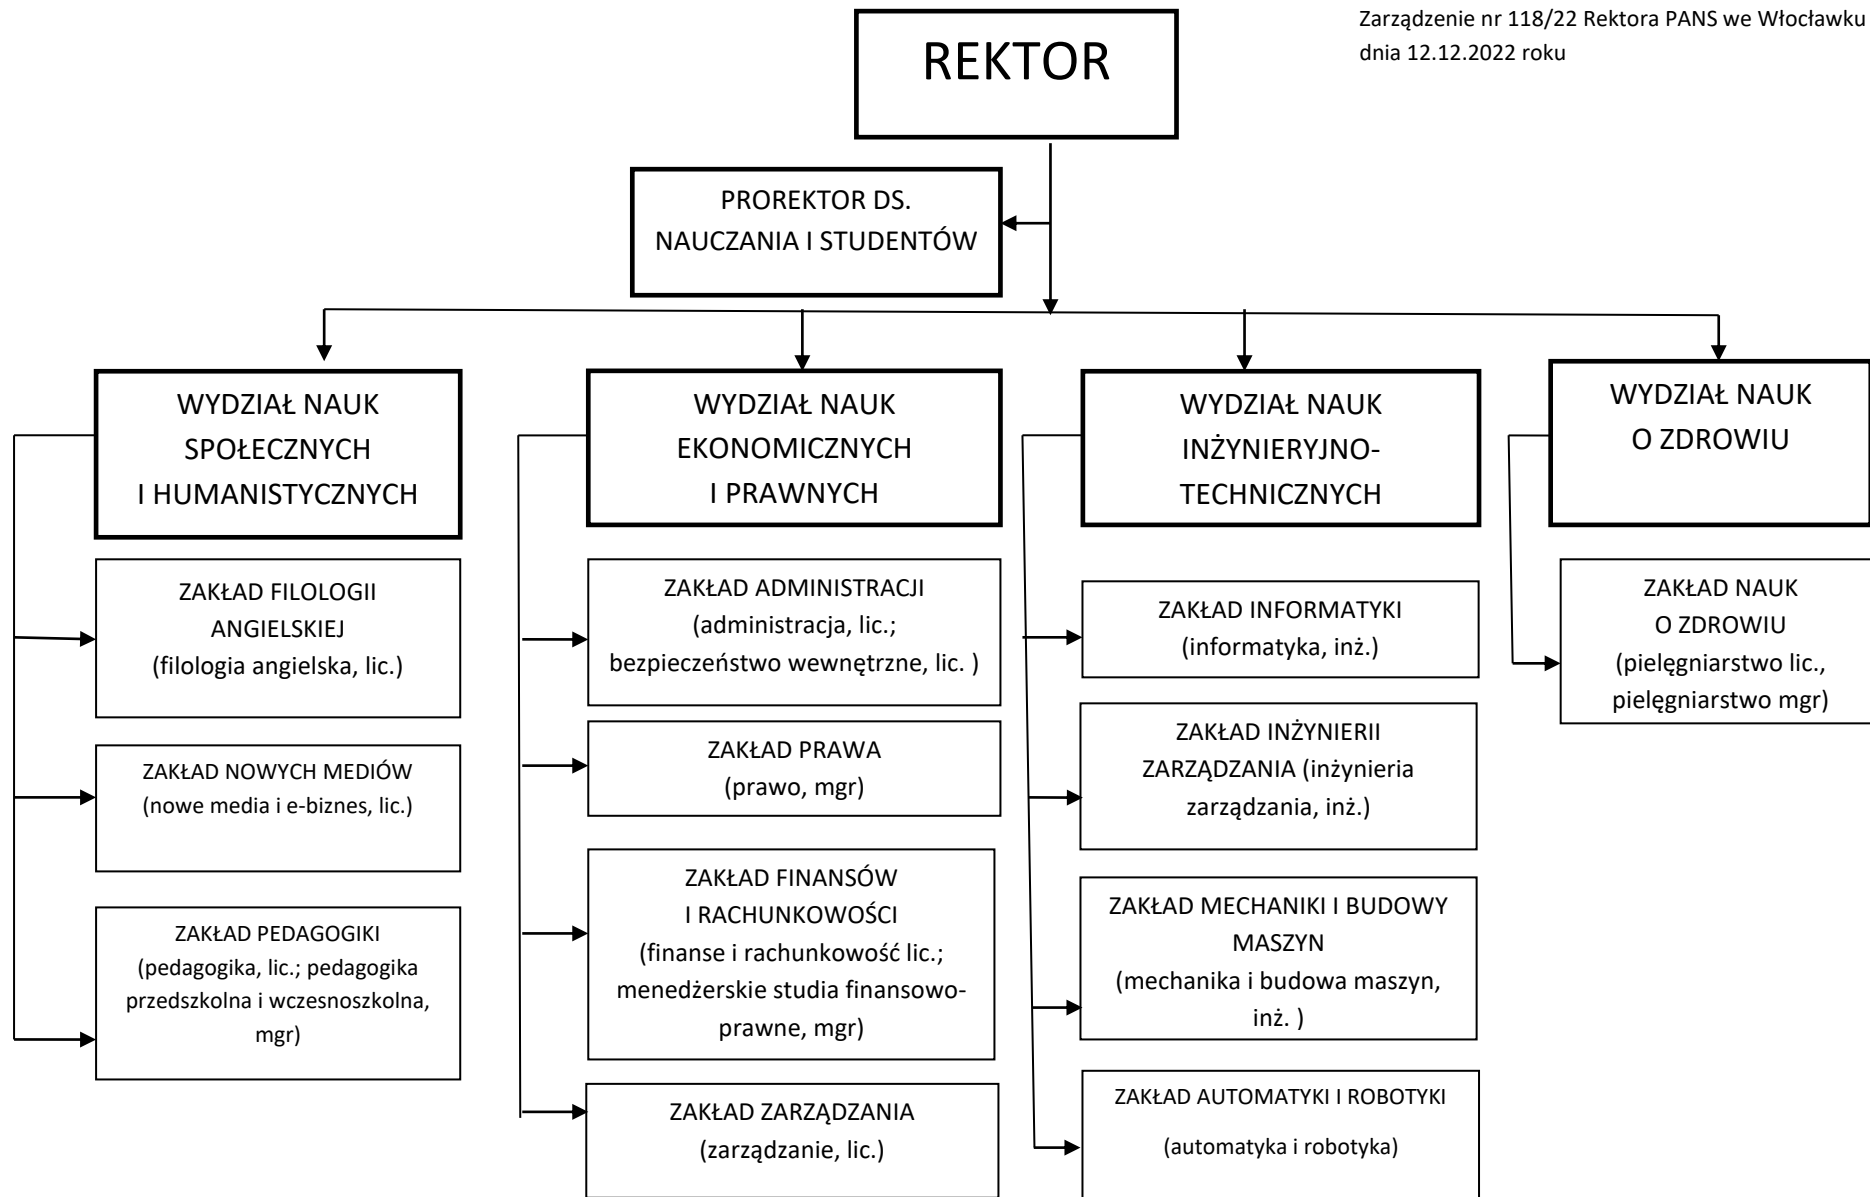 Zarządzenie nr 118/22 Rektora PANS we Włocławku
dnia 12.12.2022 roku
REKTOR
PROREKTOR DS.
NAUCZANIA I STUDENTÓW
WYDZIAŁ NAUK
SPOŁECZNYCH
I HUMANISTYCZNYCH
ZAKŁAD FILOLOGII
ANGIELSKIEJ
(filologia angielska, lic.)
ZAKŁAD NOWYCH MEDIÓW
(nowe media i e-biznes, lic.)
ZAKŁAD PEDAGOGIKI
(pedagogika, lic.; pedagogika
przedszkolna i wczesnoszkolna,
mgr)
WYDZIAŁ NAUK
EKONOMICZNYCH
I PRAWNYCH
ZAKŁAD ADMINISTRACJI
(administracja, lic.;
bezpieczeństwo wewnętrzne, lic. )
ZAKŁAD PRAWA
(prawo, mgr)
ZAKŁAD FINANSÓW
I RACHUNKOWOŚCI
(finanse i rachunkowość lic.;
menedżerskie studia finansowo-
prawne, mgr)
ZAKŁAD ZARZĄDZANIA
(zarządzanie, lic.)
WYDZIAŁ NAUK
INŻYNIERYJNO-
TECHNICZNYCH
ZAKŁAD INFORMATYKI
(informatyka, inż.)
ZAKŁAD INŻYNIERII
ZARZĄDZANIA (inżynieria
zarządzania, inż.)
ZAKŁAD MECHANIKI I BUDOWY
MASZYN
(mechanika i budowa maszyn,
inż. )
ZAKŁAD AUTOMATYKI I ROBOTYKI
(automatyka i robotyka)
WYDZIAŁ NAUK
O ZDROWIU
ZAKŁAD NAUK
O ZDROWIU
(pielęgniarstwo lic.,
pielęgniarstwo mgr)